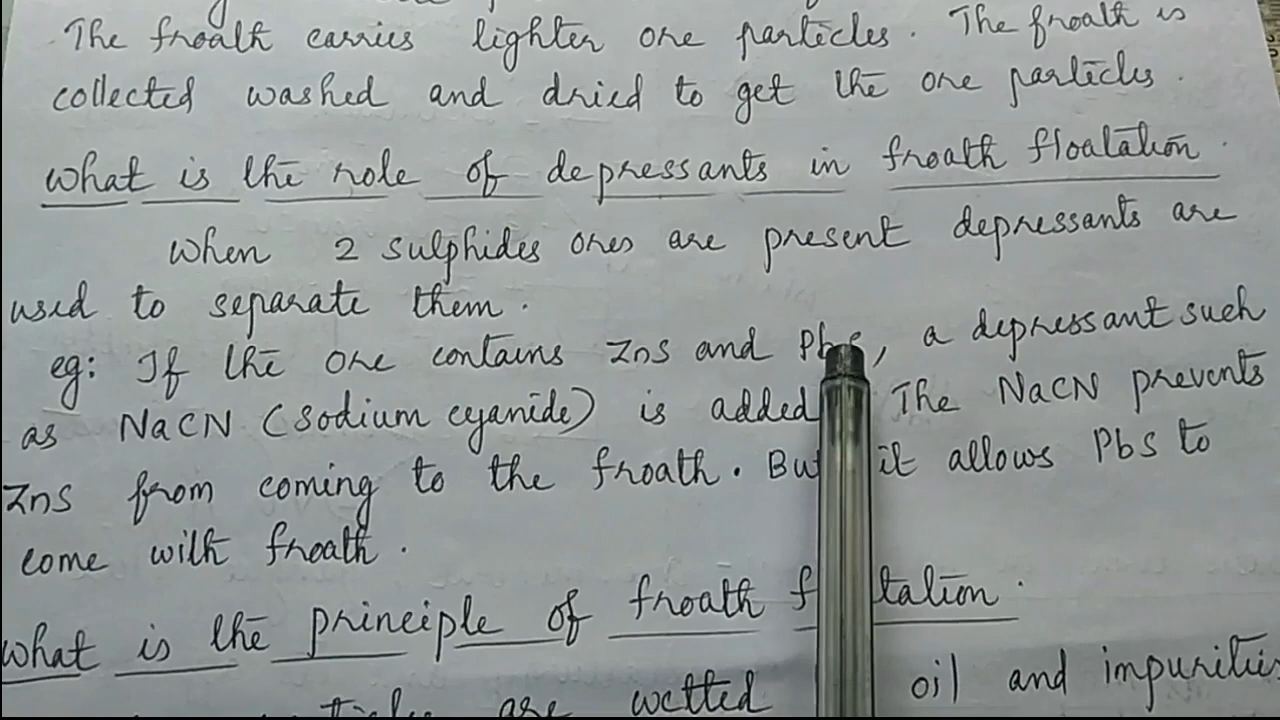 The froath carries lighter ore particles. The froath is
collected washed and dried to get the ore particles.
What is the role of depressants in froath floatation.
When 2 sulphides ores are present depressants are
used to separate them.
eg: If the ore contains ZnS and PbS, a depressant such
as NaCN (sodium cyanide) is added The NaCN prevents
ZnS from coming to the froath. But it allows PbS to
come with froath.
What is the principle of froath
are wetted oil and impurities